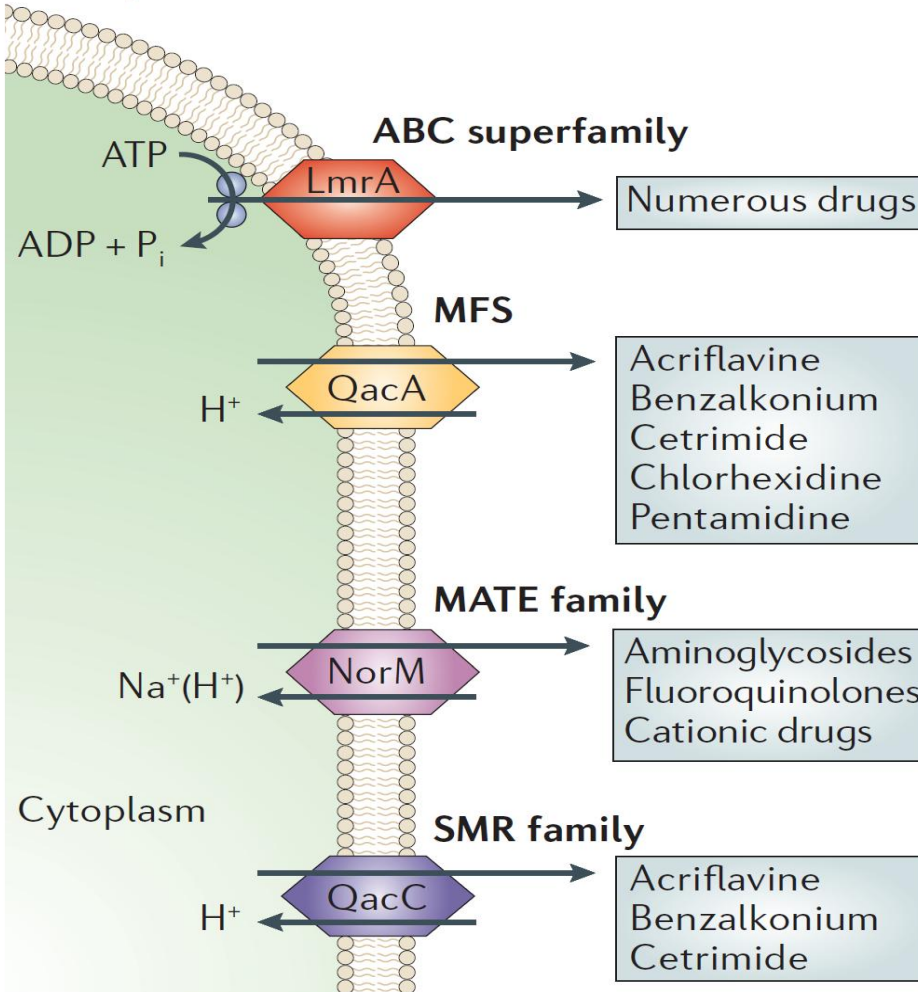 ABC superfamily
ATP
LmrA
Numerous drugs
ADP + Pᵢ
MFS
Acriflavine
QacA
Benzalkonium
H⁺
Cetrimide
Chlorhexidine
Pentamidine
MATE family
Aminoglycosides
NorM
Fluoroquinolones
Na⁺(H⁺)
Cationic drugs
Cytoplasm
SMR family
Acriflavine
QacC
Benzalkonium
H⁺
Cetrimide